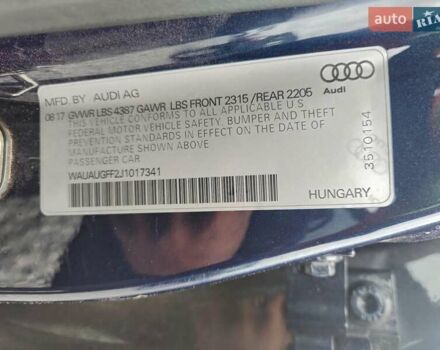 auto RIA
MFD. BY AUDI AG
08 17 GVWR LBS 4387 GAWR LBS FRONT 2315 / REAR 2205
THIS VEHICLE CONFORMS TO ALL APPLICABLE U S
FEDERAL MOTOR VEHICLE SAFETY, BUMPER AND THEFT
PREVENTION STANDARDS IN EFFECT ON THE DATE OF
MANUFACTURE SHOWN ABOVE.
PASSENGER CAR
WAUAUGFF2J1017341
HUNGARY
Audi
3510154